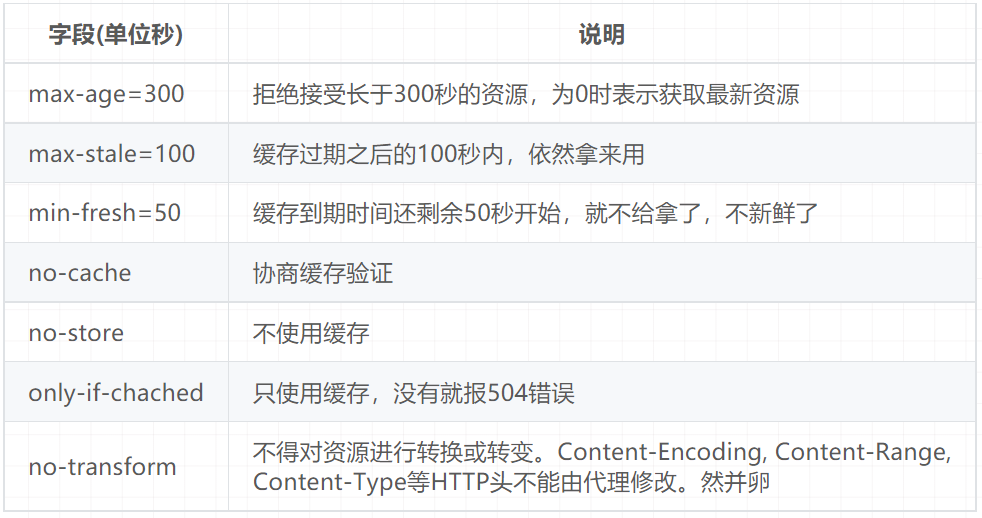 字段(单位秒) 说明
max-age=300 拒绝接受长于300秒的资源，为0时表示获取最新资源
max-stale=100 缓存过期之后的100秒内，依然拿来用
min-fresh=50 缓存到期时间还剩余50秒开始，就不给拿了，不新鲜了
no-cache 协商缓存验证
no-store 不使用缓存
only-if-chached 只使用缓存，没有就报504错误
no-transform 不得对资源进行转换或转变。Content-Encoding, Content-Range,
Content-Type等HTTP头不能由代理修改。然并卵